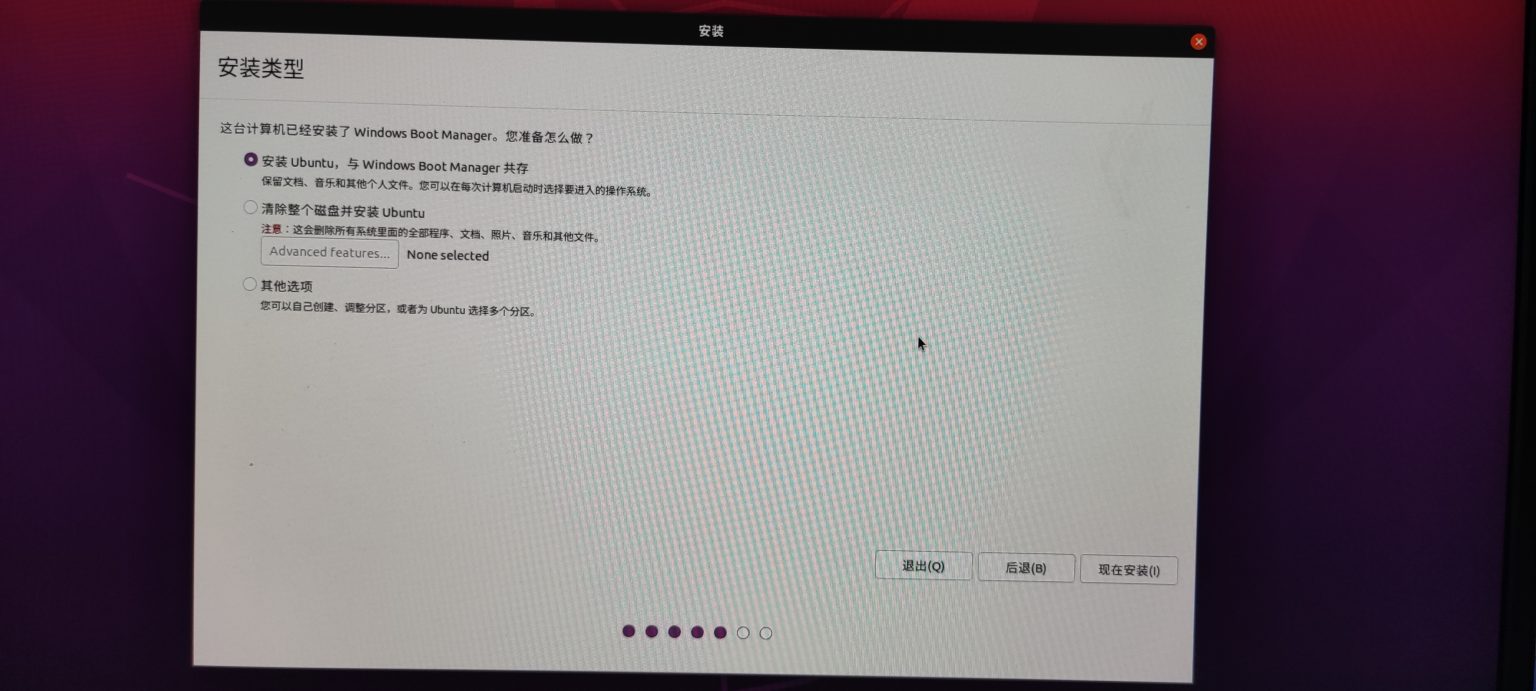 安装
安装类型
这台计算机已经安装了 Windows Boot Manager。您准备怎么做？
安装 Ubuntu，与 Windows Boot Manager 共存
保留文档、音乐和其他个人文件。您可以在每次计算机启动时选择要进入的操作系统。
清除整个磁盘并安装 Ubuntu
注意：这会删除所有系统里面的全部程序、文档、照片、音乐和其他文件。
Advanced features... None selected
其他选项
您可以自己创建、调整分区，或者为 Ubuntu 选择多个分区。
退出(Q) 后退(B) 现在安装(I)